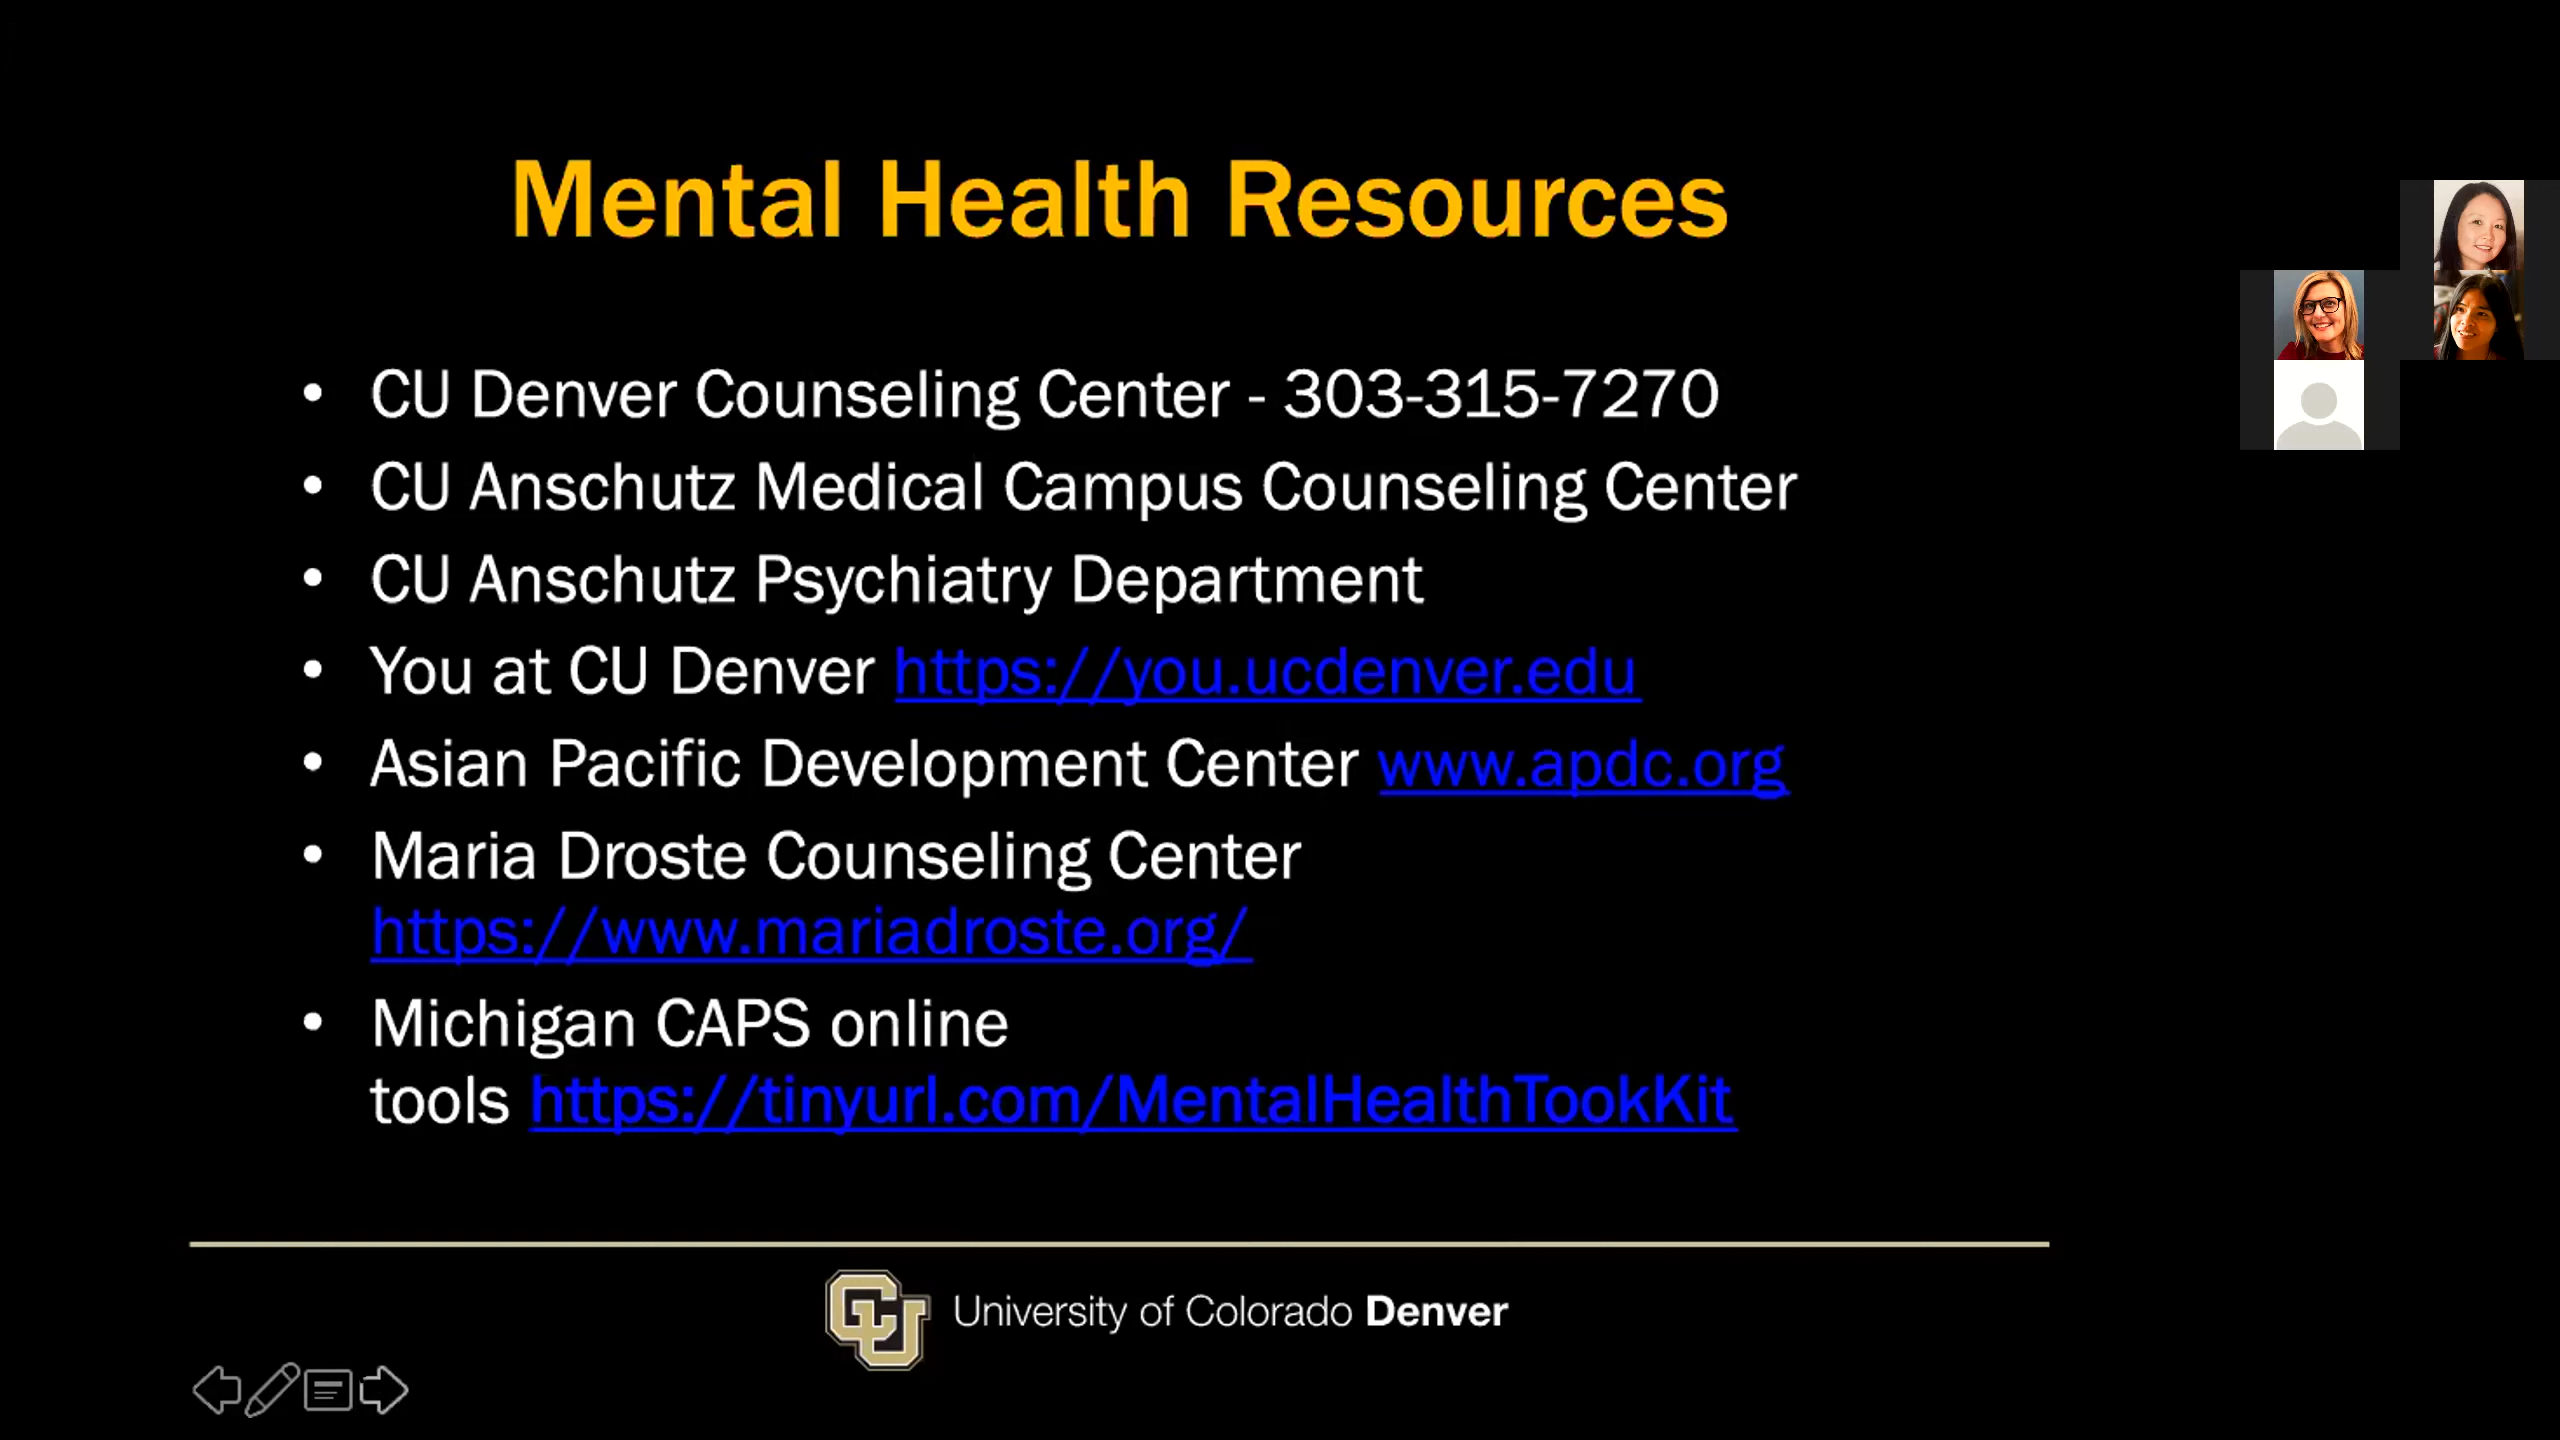 Mental Health Resources
• CU Denver Counseling Center - 303-315-7270
• CU Anschutz Medical Campus Counseling Center
• CU Anschutz Psychiatry Department
• You at CU Denver https://you.ucdenver.edu
• Asian Pacific Development Center www.apdc.org
• Maria Droste Counseling Center
https://www.mariadroste.org/
• Michigan CAPS online
tools https://tinyurl.com/MentalHealthTookKit
CU University of Colorado Denver